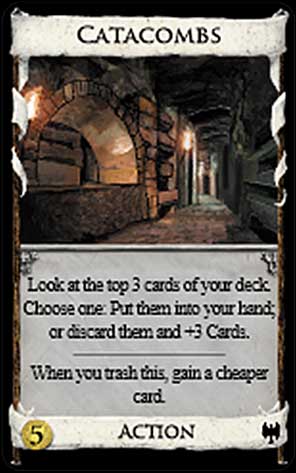 CATACOMBS
Look at the top 3 cards of your deck.
Choose one: Put them into your hand;
or discard them and +3 Cards.
When you trash this, gain a cheaper
card.
5 ACTION